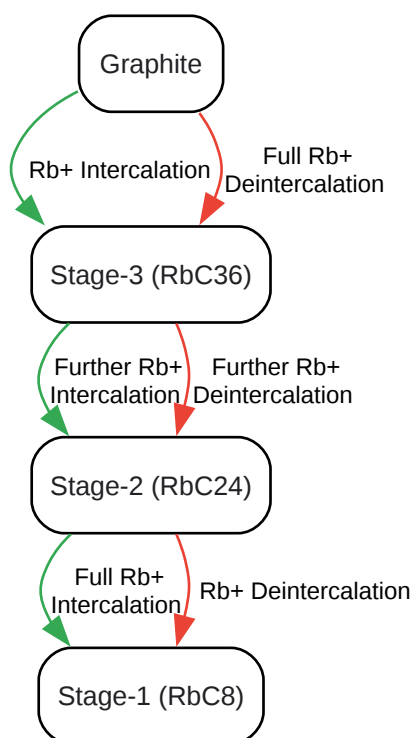 Graphite
Rb+ Intercalation
Full Rb+
Deintercalation
Stage-3 (RbC36)
Further Rb+
Intercalation
Further Rb+
Deintercalation
Stage-2 (RbC24)
Full Rb+
Intercalation
Rb+ Deintercalation
Stage-1 (RbC8)